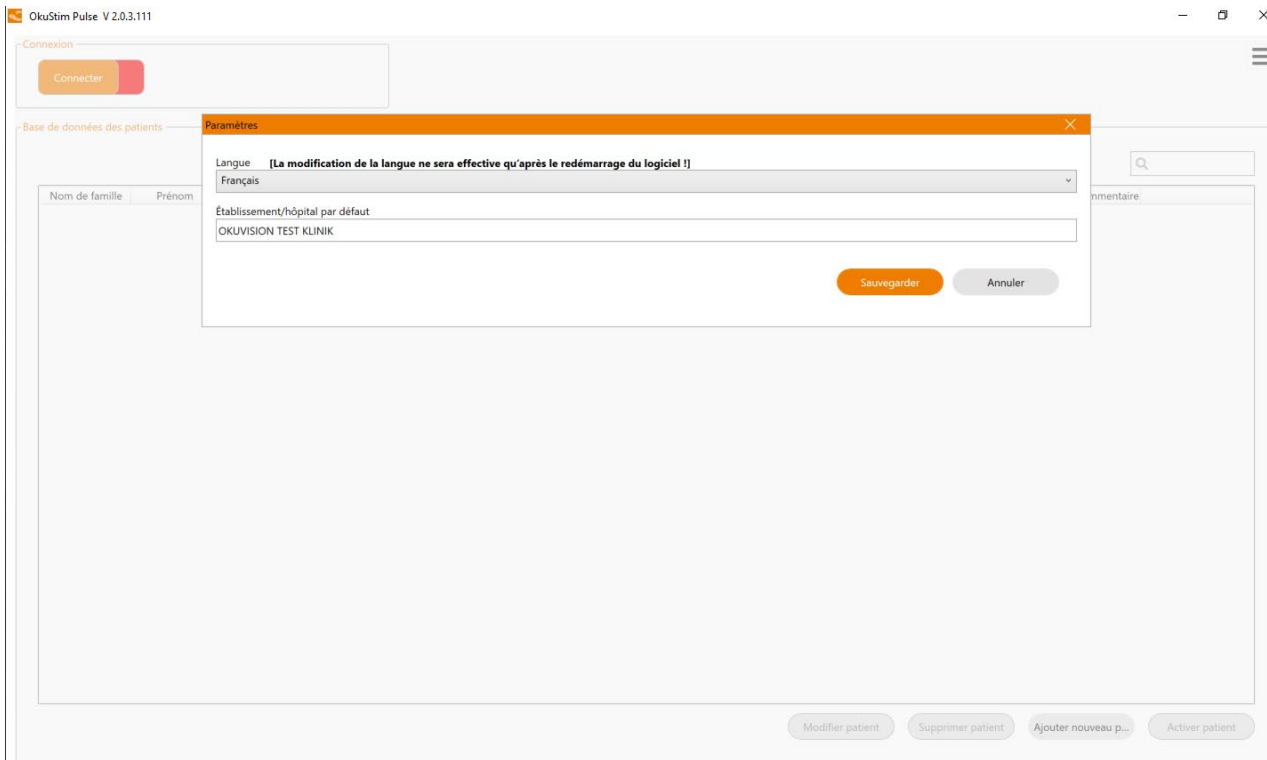 OkuStim Pulse V 2.0.3.111
Connexion
Connecter
Base de données des patients
Paramètres
Langue [La modification de la langue ne sera effective qu'après le redémarrage du logiciel !]
Français
Établissement/hôpital par défaut
OKUVISION TEST KLINIK
Sauvegarder Annuler
Nom de famille Prénom mmentaire
Modifier patient Supprimer patient Ajouter nouveau p... Activer patient